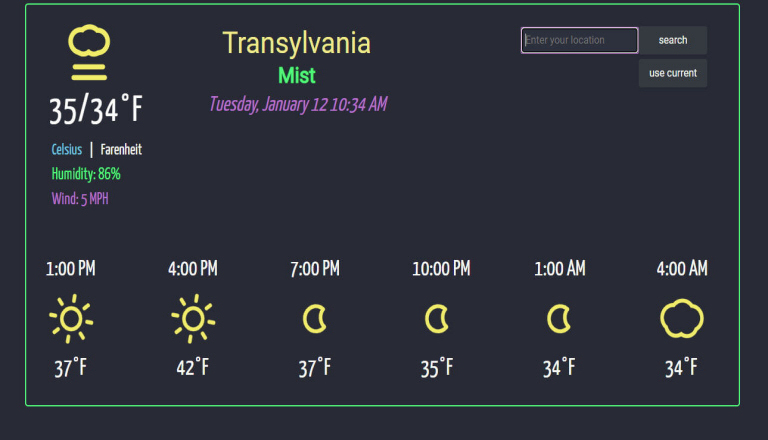 Transylvania
Mist
Tuesday, January 12 10:34 AM
Enter your location
search
use current
35/34°F
Celsius | Farenheit
Humidity: 86%
Wind: 5 MPH
1:00 PM 4:00 PM 7:00 PM 10:00 PM 1:00 AM 4:00 AM
37°F 42°F 37°F 35°F 34°F 34°F